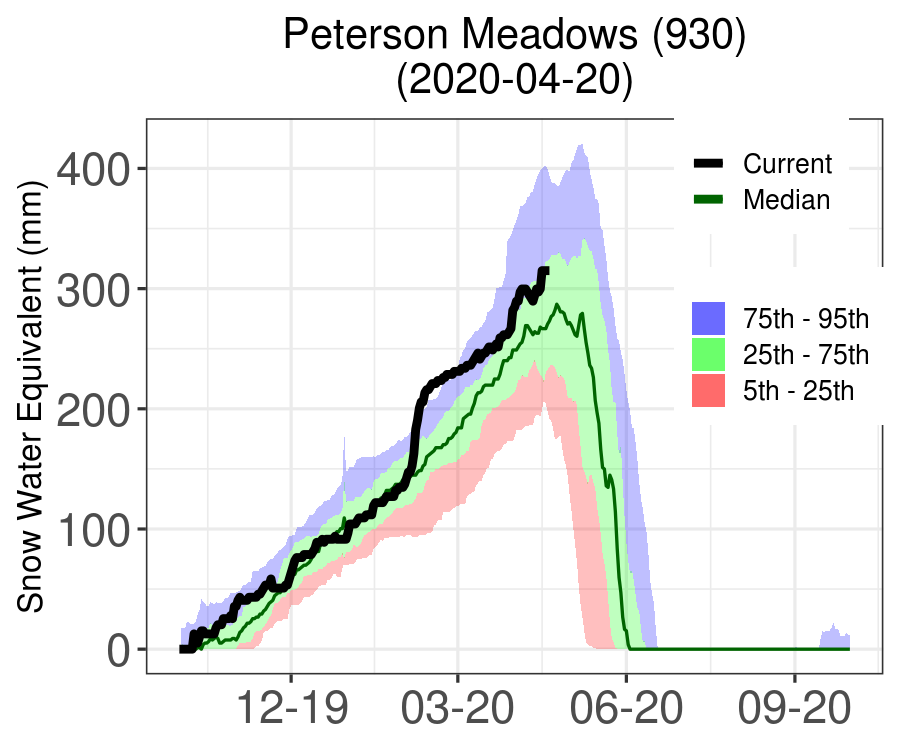 Peterson Meadows (930)
(2020-04-20)
Snow Water Equivalent (mm)
400
300
200
100
0
Current
Median
75th - 95th
25th - 75th
5th - 25th
12-19
03-20
06-20
09-20